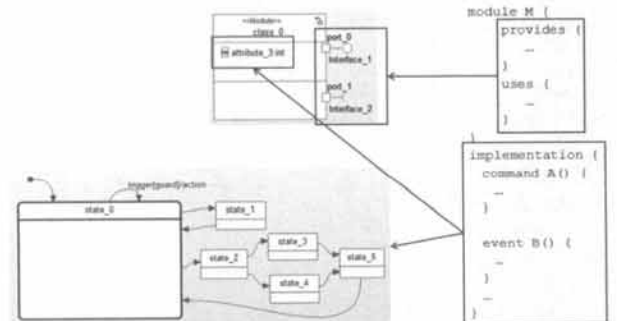 «Module»
class_0
attribute_3:int
port_0
Interface_1
port_1
Interface_2
module M {
provides {
…
}
uses {
…
}
}
implementation {
command A() {
…
}
event B() {
…
}
…
}
trigger[guard]/action
state_0
state_1
state_2
state_3
state_4
state_5